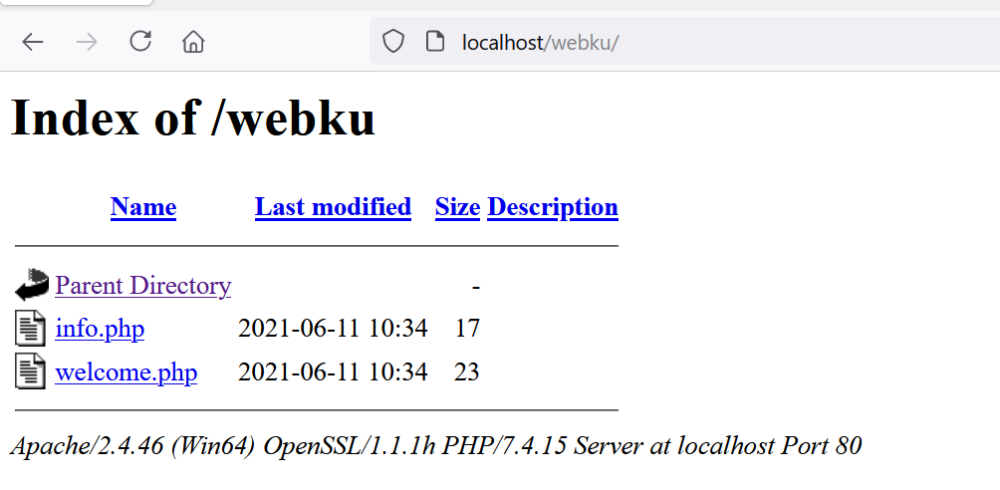 localhost/webku/
Index of /webku
Name Last modified Size Description
Parent Directory -
info.php 2021-06-11 10:34 17
welcome.php 2021-06-11 10:34 23
Apache/2.4.46 (Win64) OpenSSL/1.1.1h PHP/7.4.15 Server at localhost Port 80